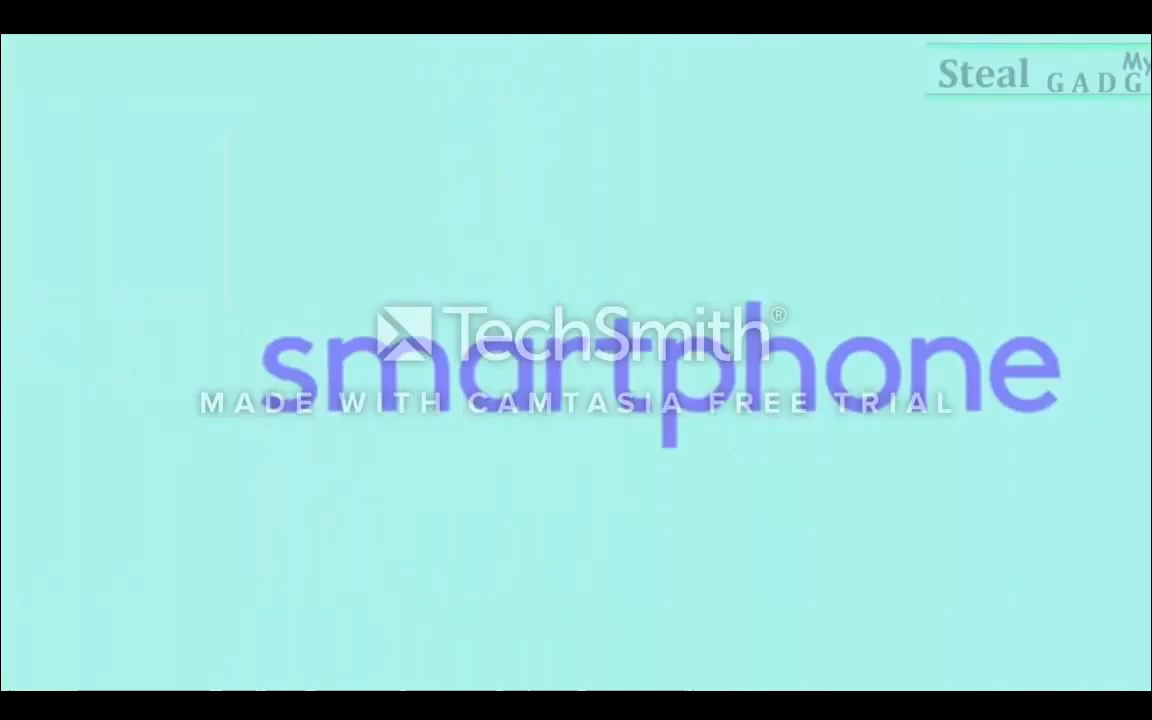 My
Steal GADG
TechSmith®
smartphone
MADE WITH CAMTASIA FREE TRIAL